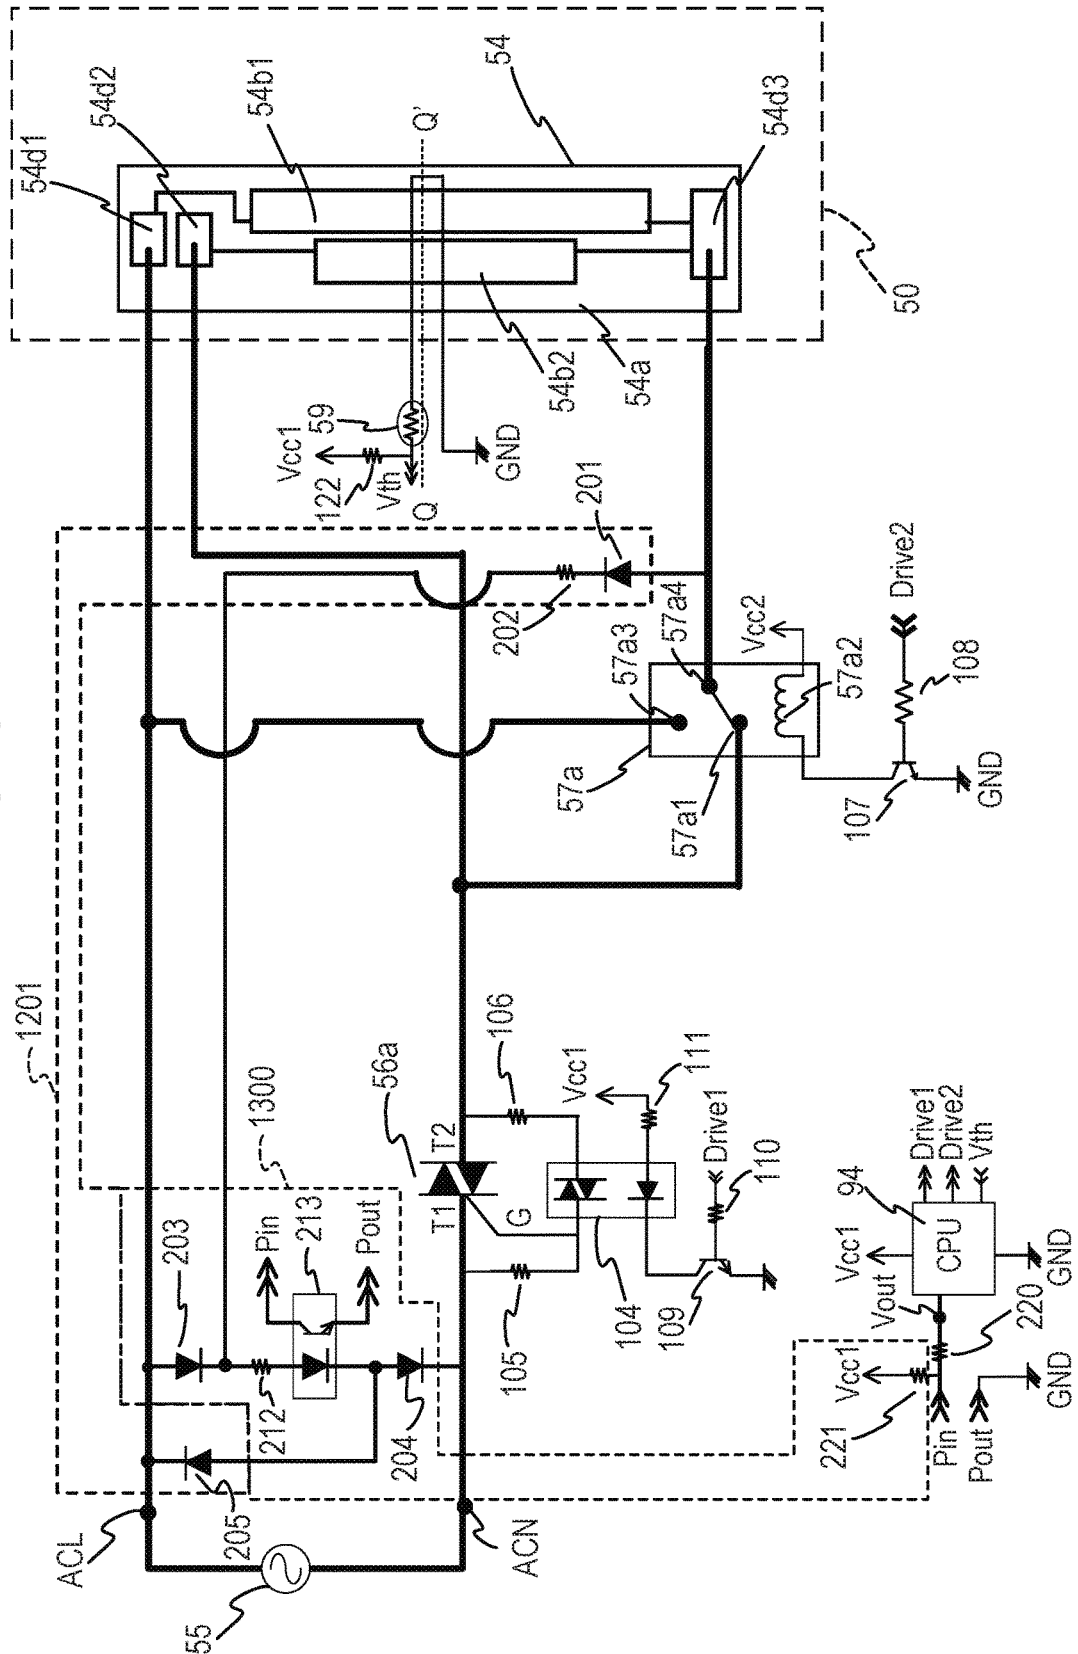 54d1
54d2
54b1
54
Q'
54d3
50
54a
54b2
59
Vcc1
122
Vth
Q
GND
201
202
1201
57a3
57a4
Vcc2
57a2
Drive2
108
107
GND
57a
57a1
56a
106
T2
T1
G
Vcc1
111
Drive1
110
105
104
109
1300
Pin
213
Pout
203
212
204
205
ACL
ACN
55
Drive1
Drive2
Vth
94
CPU
Vcc1
Vout
GND
220
Vcc1
221
Pin
Pout
GND